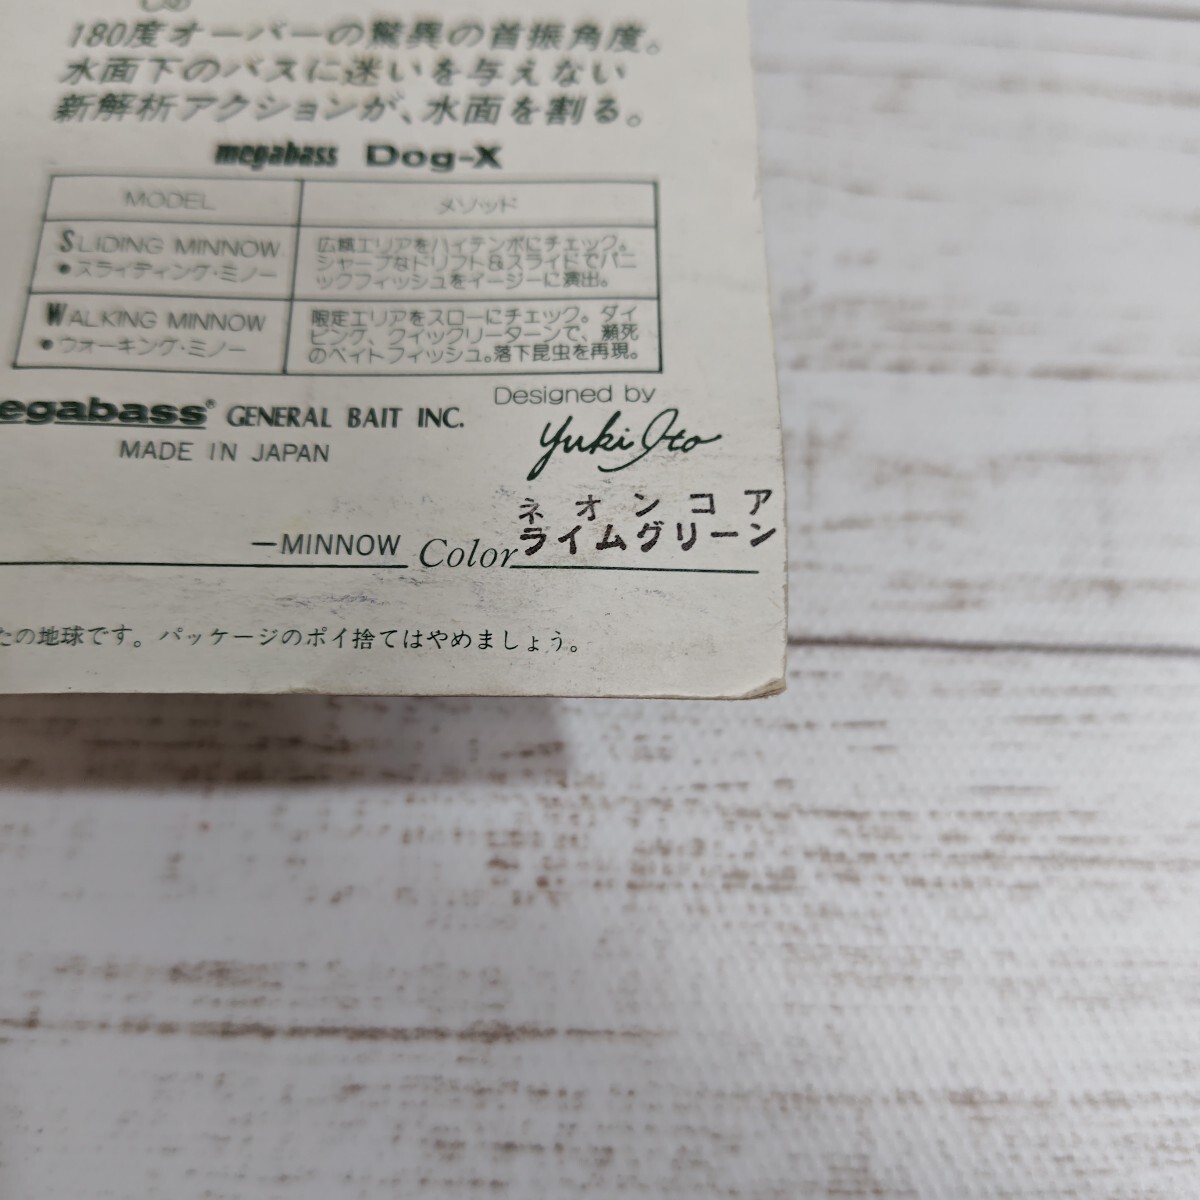 180度オーバーの驚異の首振角度。
水面下のバスに迷いを与えない
新解析アクションが、水面を割る。
megabass Dog-X
MODEL メソッド
SLIDING MINNOW
•スライディング・ミノー
広範エリアをハイテンポにチェック。
シャープなドリフト&スライドでパニ
ックフィッシュをイージーに演出。
WALKING MINNOW
•ウォーキング・ミノー
限定エリアをスローにチェック。ダイ
ビング、クイックリーターンで、瀕死
のベイトフィッシュ。落下昆虫を再現。
egabass® GENERAL BAIT INC.
MADE IN JAPAN
Designed by
Yuki Ito
ネオンコア
—MINNOW Color ライムグリーン
たの地球です。パッケージのポイ捨てはやめましょう。